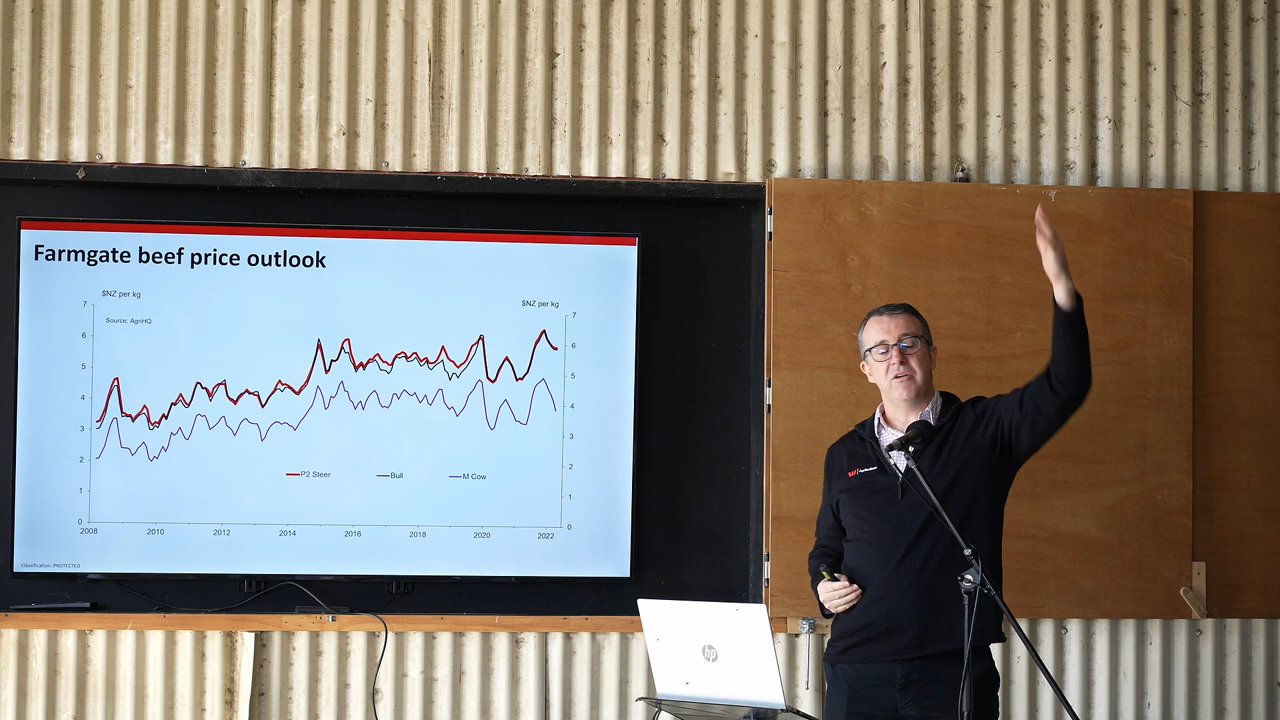 Farmgate beef price outlook
$NZ per kg
$NZ per kg
Source: AgriHQ
7
6
5
4
3
2
1
0
7
6
5
4
3
2
1
0
P2 Steer
Bull
M Cow
2008
2010
2012
2014
2016
2018
2020
2022
Classification: PROTECTED
hp